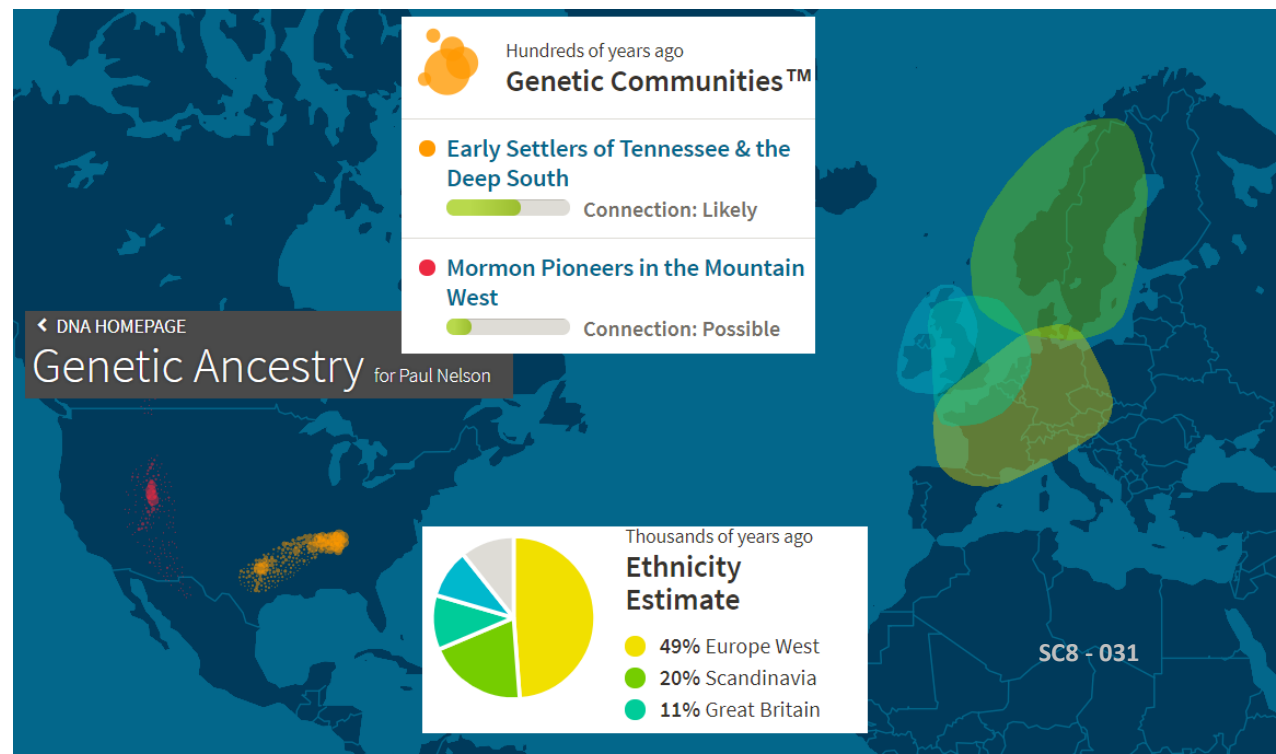 Hundreds of years ago
Genetic Communities™
Early Settlers of Tennessee & the
Deep South
Connection: Likely
Mormon Pioneers in the Mountain
West
Connection: Possible
< DNA HOMEPAGE
Genetic Ancestry for Paul Nelson
Thousands of years ago
Ethnicity
Estimate
49% Europe West
20% Scandinavia
11% Great Britain
SC8 - 031